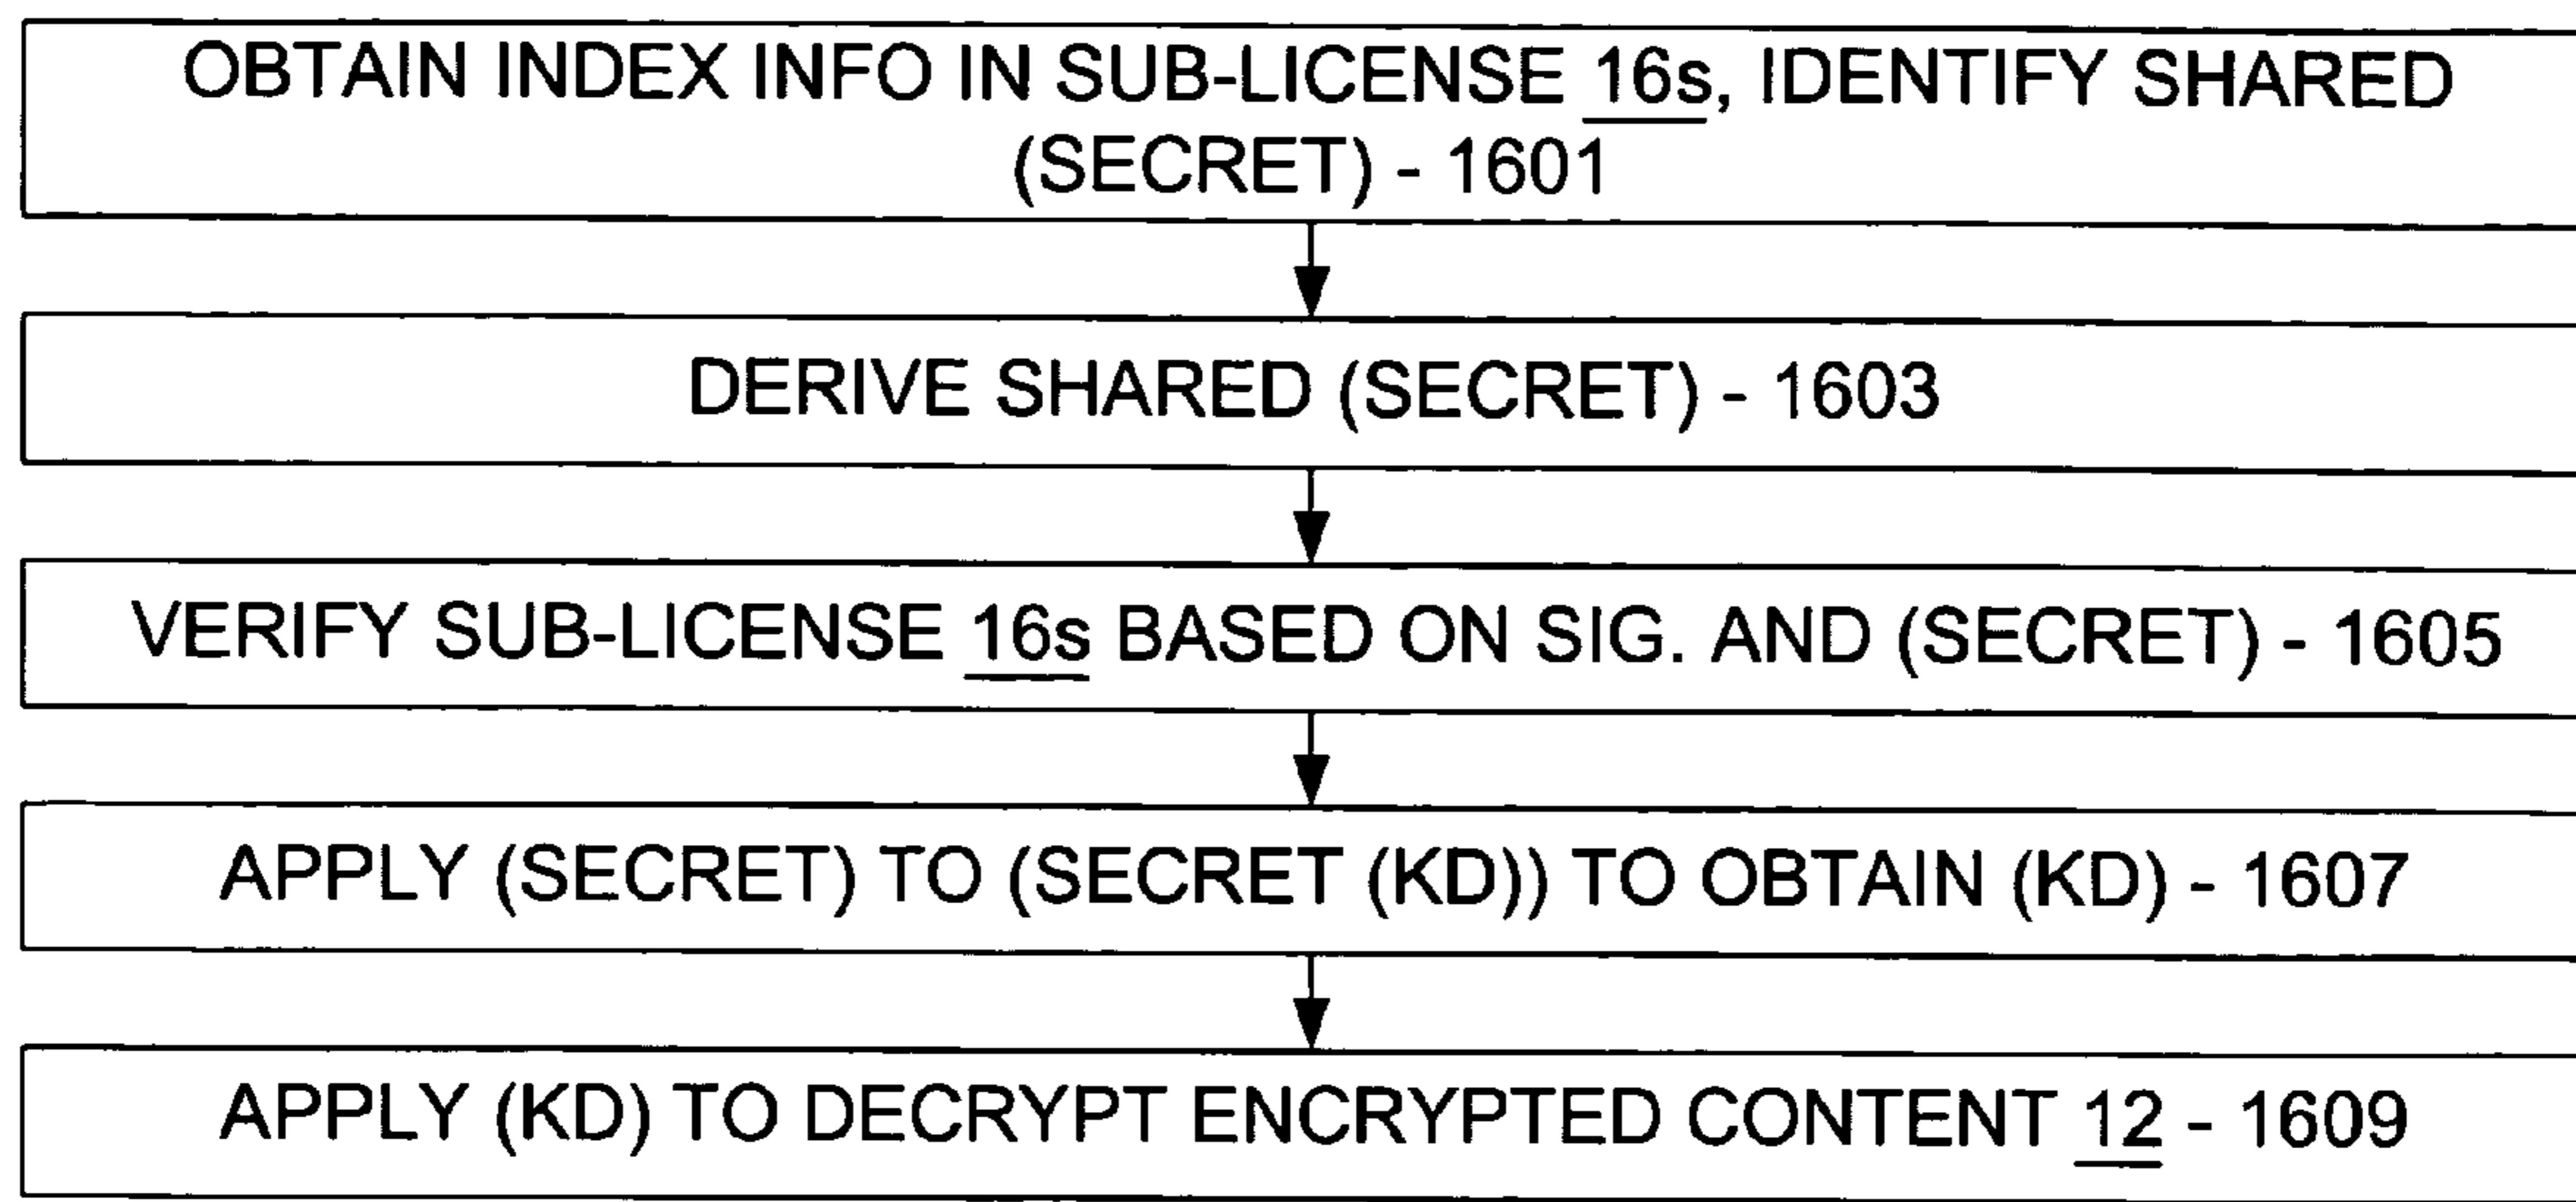 OBTAIN INDEX INFO IN SUB-LICENSE 16s, IDENTIFY SHARED
(SECRET) - 1601
DERIVE SHARED (SECRET) - 1603
VERIFY SUB-LICENSE 16s BASED ON SIG. AND (SECRET) - 1605
APPLY (SECRET) TO (SECRET (KD)) TO OBTAIN (KD) - 1607
APPLY (KD) TO DECRYPT ENCRYPTED CONTENT 12 - 1609